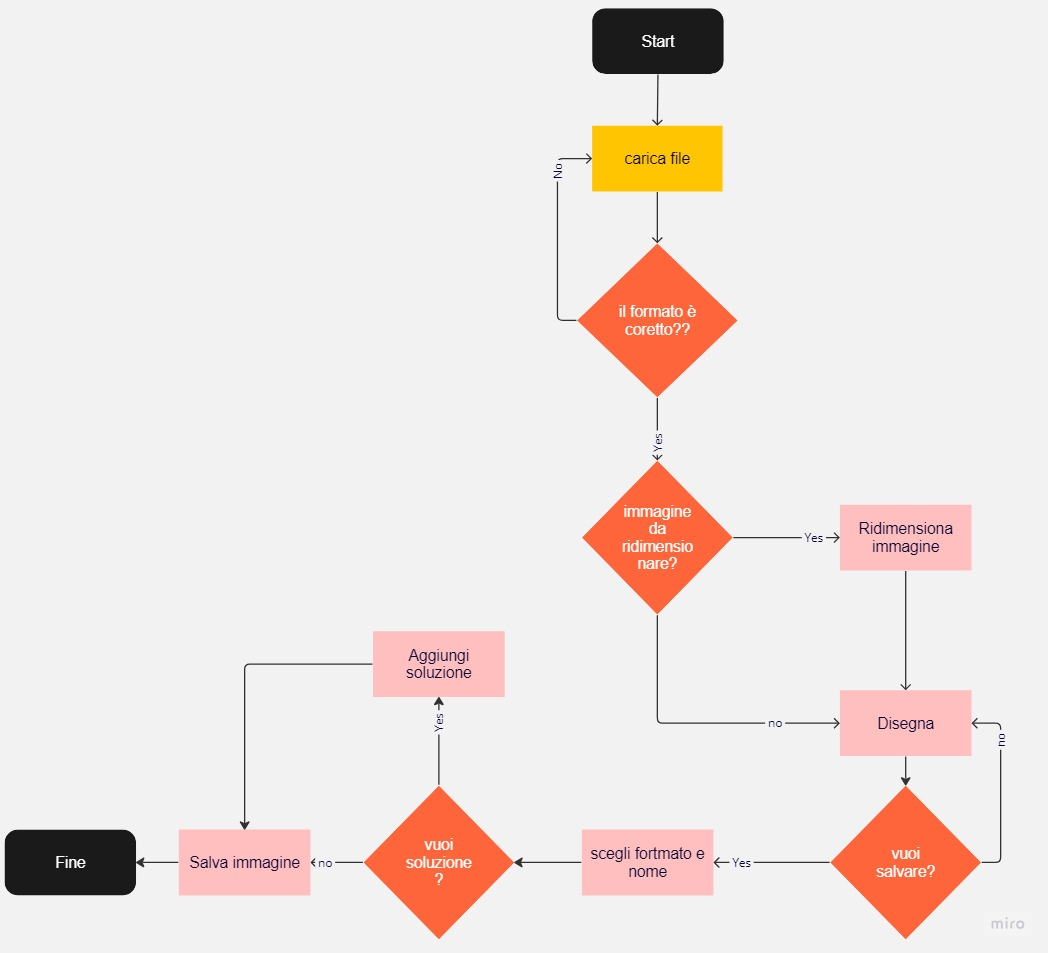 Start
carica file
No
il formato è
coretto??
Yes
immagine
da
ridimensio
nare?
Yes
Ridimensiona
immagine
no
Disegna
no
vuoi
salvare?
Yes
scegli fortmato e
nome
vuoi
soluzione
?
Yes
Aggiungi
soluzione
no
Salva immagine
Fine
miro